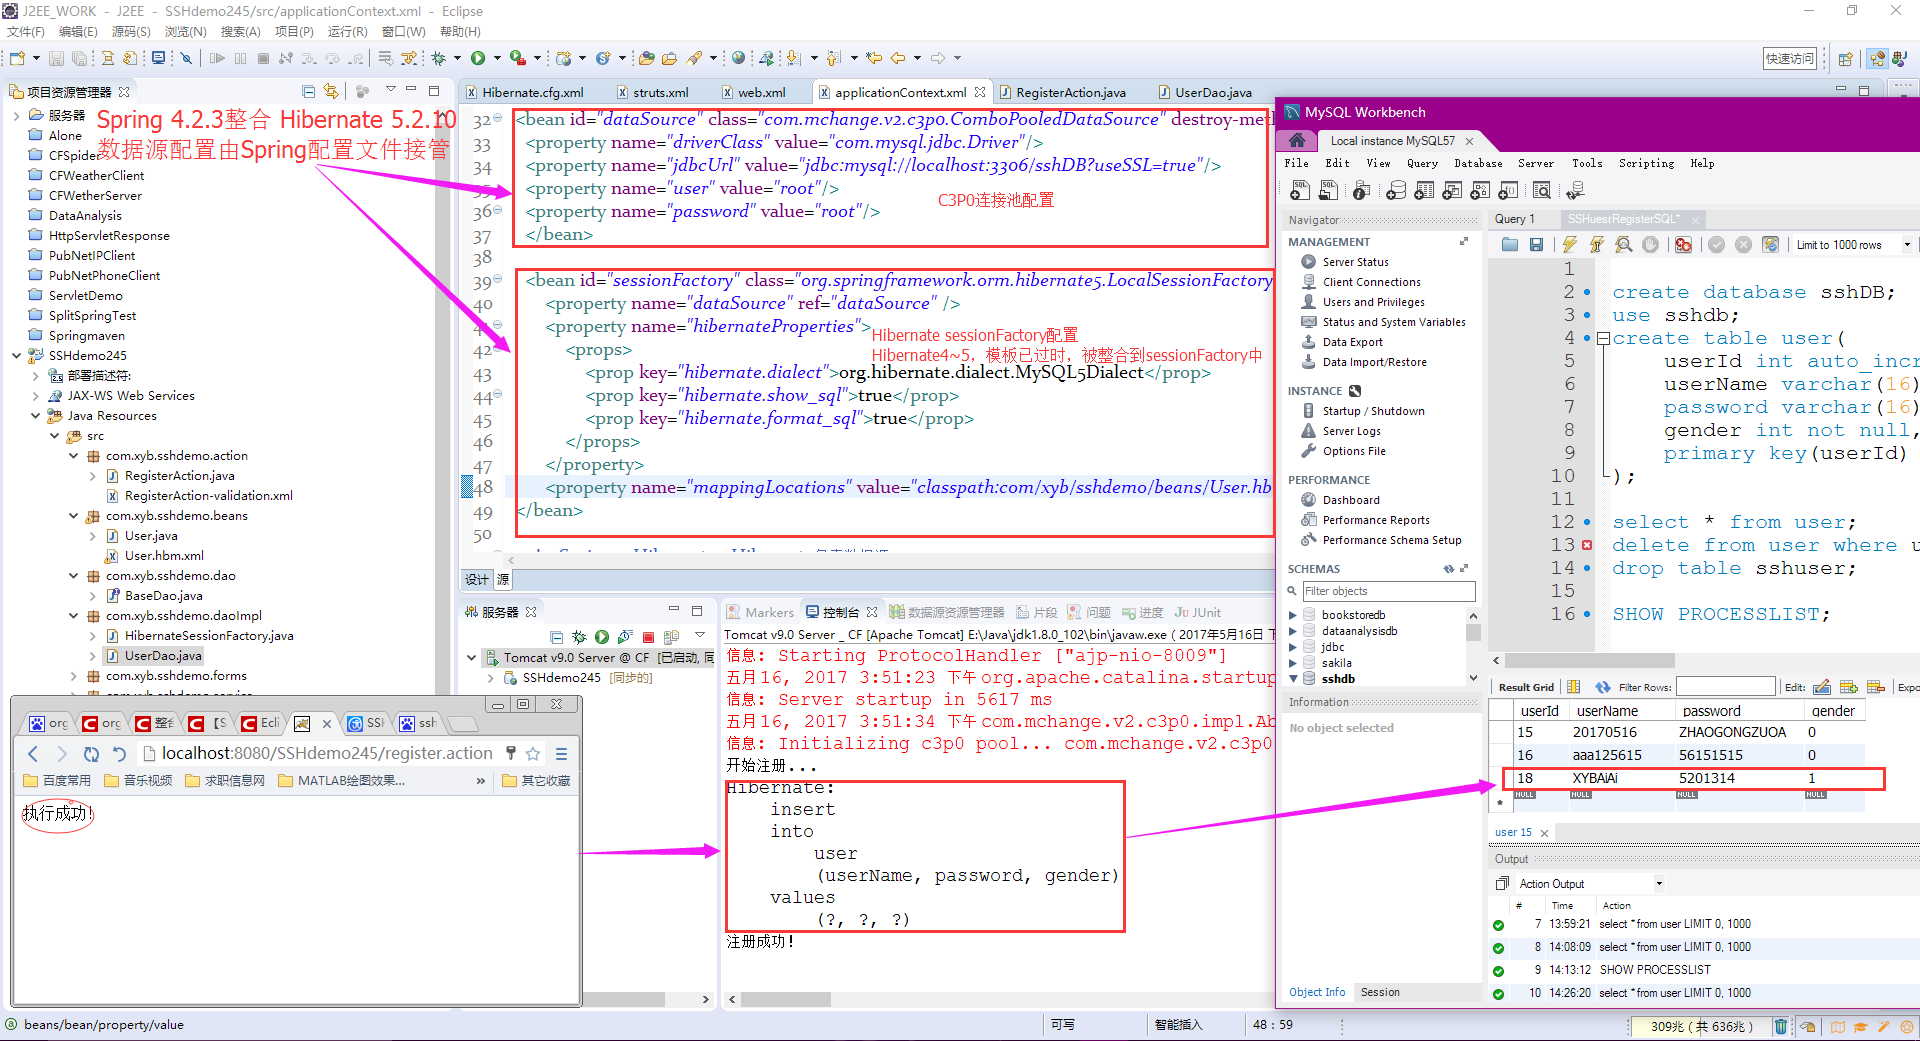 J2EE_WORK - J2EE - SSHdemo245/src/applicationContext.xml - Eclipse
文件(F) 编辑(E) 源码(S) 浏览(N) 搜索(A) 项目(P) 运行(R) 窗口(W) 帮助(H)
快速访问
项目资源管理器
服务器
Alone
CFSpider
CFWeatherClient
CFWetherServer
DataAnalysis
HttpServletResponse
PubNetIPClient
PubNetPhoneClient
ServletDemo
SplitSpringTest
Springmaven
SSHdemo245
部署描述符:
JAX-WS Web Services
Java Resources
src
com.xyb.sshdemo.action
RegisterAction.java
RegisterAction-validation.xml
com.xyb.sshdemo.beans
User.java
User.hbm.xml
com.xyb.sshdemo.dao
BaseDao.java
com.xyb.sshdemo.daoImpl
HibernateSessionFactory.java
UserDao.java
com.xyb.sshdemo.forms
Spring 4.2.3整合 Hibernate 5.2.10
数据源配置由Spring配置文件接管
Hibernate.cfg.xml struts.xml web.xml applicationContext.xml RegisterAction.java UserDao.java
32 <bean id="dataSource" class="com.mchange.v2.c3p0.ComboPooledDataSource" destroy-met
33 <property name="driverClass" value="com.mysql.jdbc.Driver"/>
34 <property name="jdbcUrl" value="jdbc:mysql://localhost:3306/sshDB?useSSL=true"/>
35 <property name="user" value="root"/>
36 <property name="password" value="root"/>
37 </bean>
C3P0连接池配置
38
39 <bean id="sessionFactory" class="org.springframework.orm.hibernate5.LocalSessionFactory
40 <property name="dataSource" ref="dataSource" />
<property name="hibernateProperties">
Hibernate sessionFactory配置
42 <props>
Hibernate4~5，模板已过时，被整合到sessionFactory中
43 <prop key="hibernate.dialect">org.hibernate.dialect.MySQL5Dialect</prop>
44 <prop key="hibernate.show_sql">true</prop>
45 <prop key="hibernate.format_sql">true</prop>
46 </props>
47 </property>
48 <property name="mappingLocations" value="classpath:com/xyb/sshdemo/beans/User.hb
49 </bean>
50
设计 源
服务器
Tomcat v9.0 Server @ CF [已启动, 同
SSHdemo245 [同步的]
Markers 控制台 数据源资源管理器 片段 问题 进度 JUnit
Tomcat v9.0 Server _ CF [Apache Tomcat] E:\Java\jdk1.8.0_102\bin\javaw.exe ( 2017年5月16日 下
信息: Starting ProtocolHandler ["ajp-nio-8009"]
五月16, 2017 3:51:23 下午 org.apache.catalina.startup
信息: Server startup in 5617 ms
五月16, 2017 3:51:34 下午 com.mchange.v2.c3p0.impl.Ab
信息: Initializing c3p0 pool... com.mchange.v2.c3p0
开始注册...
Hibernate:
insert
into
user
(userName, password, gender)
values
(?, ?, ?)
注册成功!
org org 整合 【S Ecli SSH ssh
localhost:8080/SSHdemo245/register.action
百度常用 音乐视频 求职信息网 MATLAB绘图效果... » 其它收藏
执行成功!
MySQL Workbench
Local instance MySQL57
File Edit View Query Database Server Tools Scripting Help
Navigator
MANAGEMENT
Server Status
Client Connections
Users and Privileges
Status and System Variables
Data Export
Data Import/Restore
INSTANCE
Startup / Shutdown
Server Logs
Options File
PERFORMANCE
Dashboard
Performance Reports
Performance Schema Setup
SCHEMAS
Filter objects
bookstoredb
dataanalysisdb
jdbc
sakila
sshdb
Information
No object selected
Object Info Session
Query 1 SSHuesrRegisterSQL*
Limit to 1000 rows
1
2 create database sshDB;
3 use sshdb;
4 create table user(
5 userId int auto_incr
6 userName varchar(16)
7 password varchar(16)
8 gender int not null,
9 primary key(userId)
10 );
11
12 select * from user;
13 delete from user where u
14 drop table sshuser;
15
16 SHOW PROCESSLIST;
Result Grid Filter Rows: Edit: Expo
userId userName password gender
15 20170516 ZHAOGONGZUOA 0
16 aaa125615 56151515 0
18 XYBAiAi 5201314 1
NULL NULL NULL NULL
user 15
Output
Action Output
# Time Action
7 13:59:21 select * from user LIMIT 0, 1000
8 14:08:09 select * from user LIMIT 0, 1000
9 14:13:12 SHOW PROCESSLIST
10 14:26:20 select * from user LIMIT 0, 1000
beans/bean/property/value
可写 智能插入 48 : 59
309兆 ( 共 636兆 )